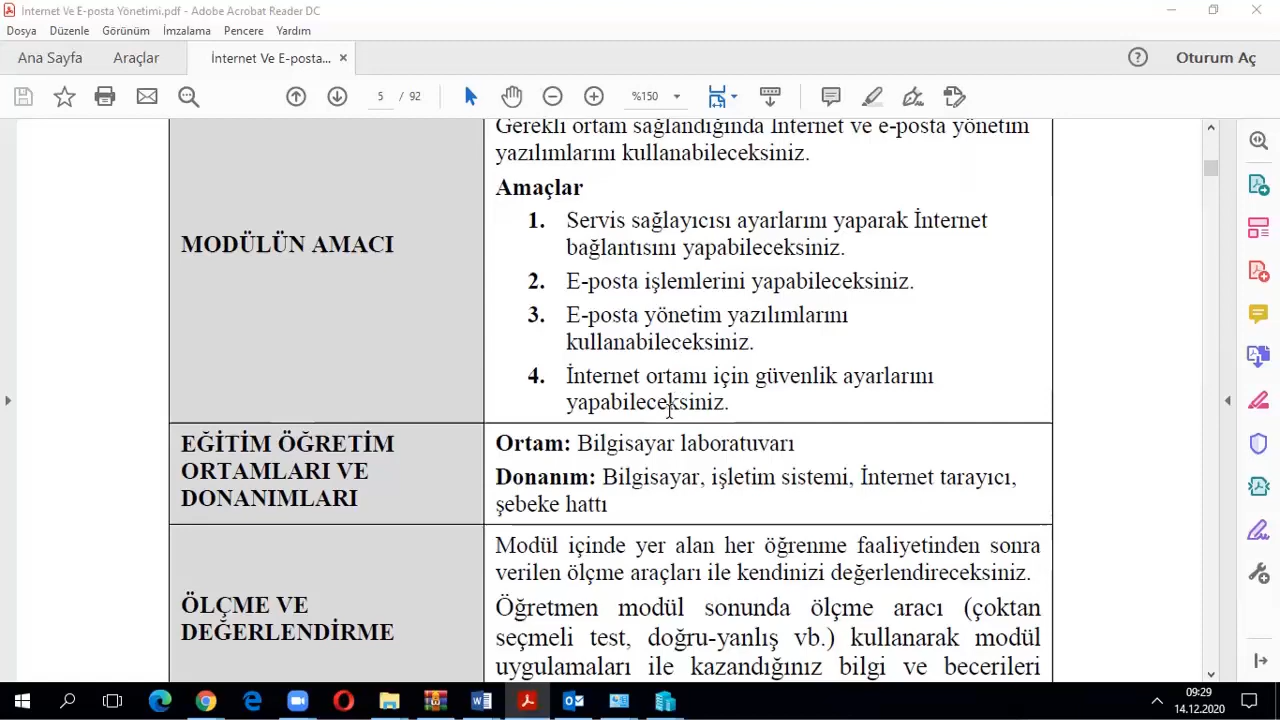 İnternet Ve E-posta Yönetimi.pdf - Adobe Acrobat Reader DC
Dosya Düzenle Görünüm İmzalama Pencere Yardım
Ana Sayfa Araçlar İnternet Ve E-posta... × Oturum Aç
5 / 92 %150
Gerekli ortam sağlandığında İnternet ve e-posta yönetim
yazılımlarını kullanabileceksiniz.
Amaçlar
1. Servis sağlayıcısı ayarlarını yaparak İnternet
bağlantısını yapabileceksiniz.
2. E-posta işlemlerini yapabileceksiniz.
3. E-posta yönetim yazılımlarını
kullanabileceksiniz.
4. İnternet ortamı için güvenlik ayarlarını
yapabileceksiniz.
MODÜLÜN AMACI
EĞİTİM ÖĞRETİM
ORTAMLARI VE
DONANIMLARI
Ortam: Bilgisayar laboratuvarı
Donanım: Bilgisayar, işletim sistemi, İnternet tarayıcı,
şebeke hattı
ÖLÇME VE
DEĞERLENDİRME
Modül içinde yer alan her öğrenme faaliyetinden sonra
verilen ölçme araçları ile kendinizi değerlendireceksiniz.
Öğretmen modül sonunda ölçme aracı (çoktan
seçmeli test, doğru-yanlış vb.) kullanarak modül
uygulamaları ile kazandığınız bilgi ve becerileri
09:29
14.12.2020